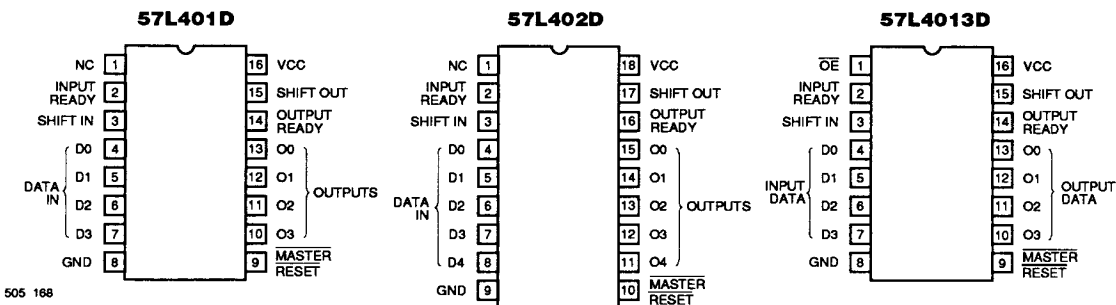 57L401D
NC 1
INPUT READY 2
SHIFT IN 3
D0 4
D1 5
D2 6
D3 7
GND 8
DATA IN
16 VCC
15 SHIFT OUT
14 OUTPUT READY
13 O0
12 O1
11 O2
10 O3
9 MASTER RESET
OUTPUTS
57L402D
NC 1
INPUT READY 2
SHIFT IN 3
D0 4
D1 5
D2 6
D3 7
D4 8
GND 9
DATA IN
18 VCC
17 SHIFT OUT
16 OUTPUT READY
15 O0
14 O1
13 O2
12 O3
11 O4
10 MASTER RESET
OUTPUTS
57L4013D
OE 1
INPUT READY 2
SHIFT IN 3
D0 4
D1 5
D2 6
D3 7
GND 8
INPUT DATA
16 VCC
15 SHIFT OUT
14 OUTPUT READY
13 O0
12 O1
11 O2
10 O3
9 MASTER RESET
OUTPUT DATA
505 168